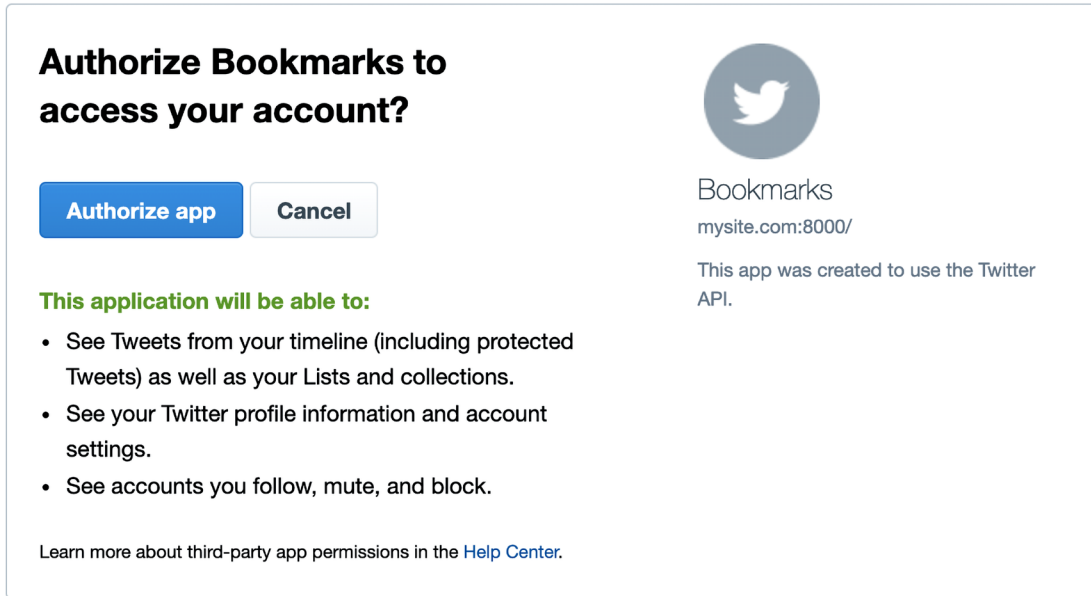 Authorize Bookmarks to
access your account?
Authorize app
Cancel
This application will be able to:
• See Tweets from your timeline (including protected
Tweets) as well as your Lists and collections.
• See your Twitter profile information and account
settings.
• See accounts you follow, mute, and block.
Learn more about third-party app permissions in the Help Center.
Bookmarks
mysite.com:8000/
This app was created to use the Twitter
API.